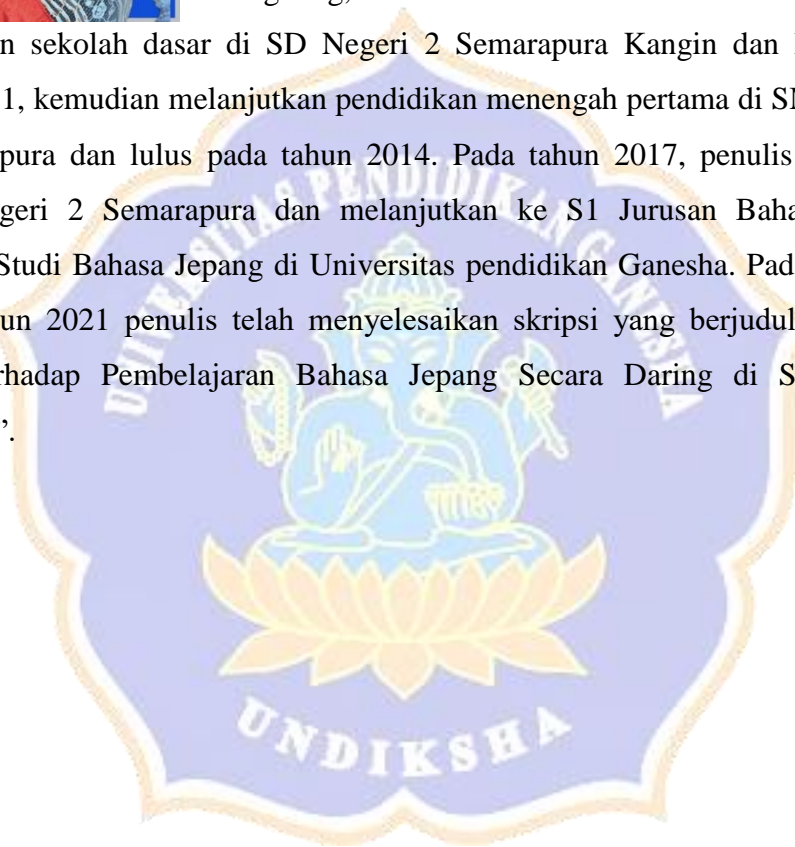 n sekolah dasar di SD Negeri 2 Semarapura Kangin dan
1, kemudian melanjutkan pendidikan menengah pertama di
pura dan lulus pada tahun 2014. Pada tahun 2017, penulis
geri 2 Semarapura dan melanjutkan ke S1 Jurusan
Studi Bahasa Jepang di Universitas pendidikan Ganesha.
un 2021 penulis telah menyelesaikan skripsi yang berjudul
rhadap Pembelajaran Bahasa Jepang Secara Daring di
’.
UNIVERSITAS PENDIDIKAN GANESHA
UNDIKSHA